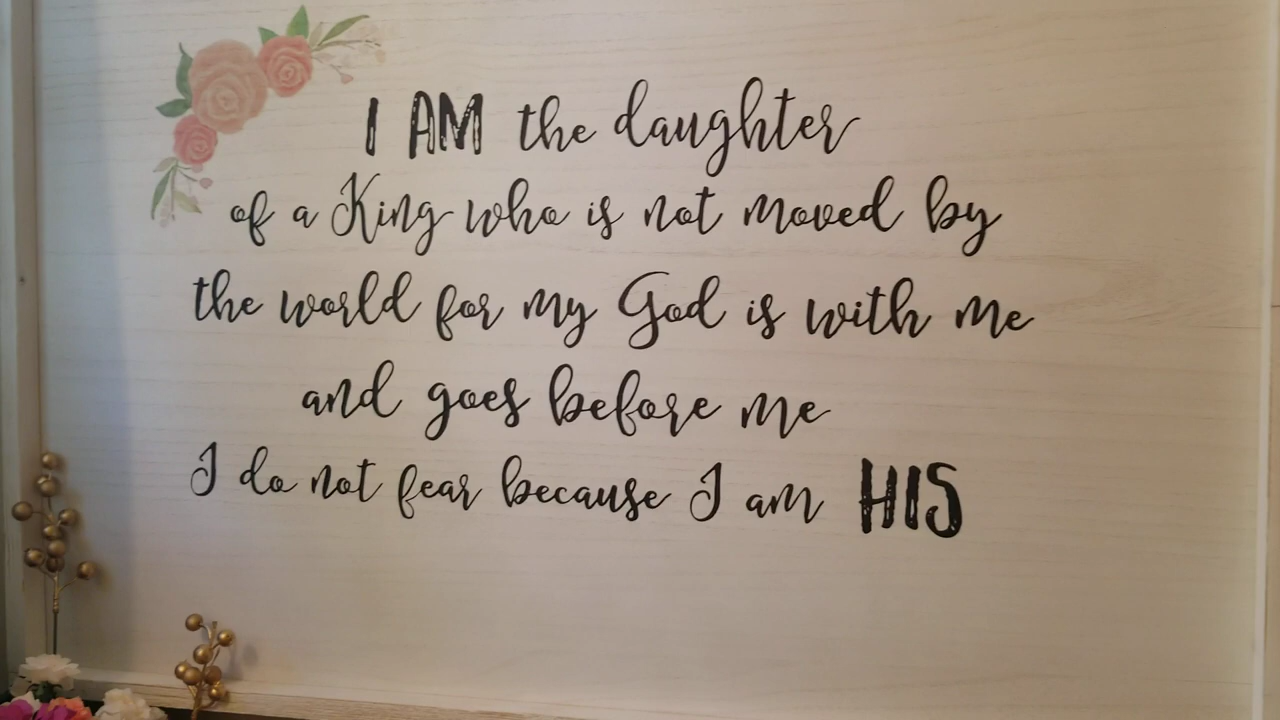 I AM the daughter
of a King who is not moved by
the world for my God is with me
and goes before me
I do not fear because I am HIS